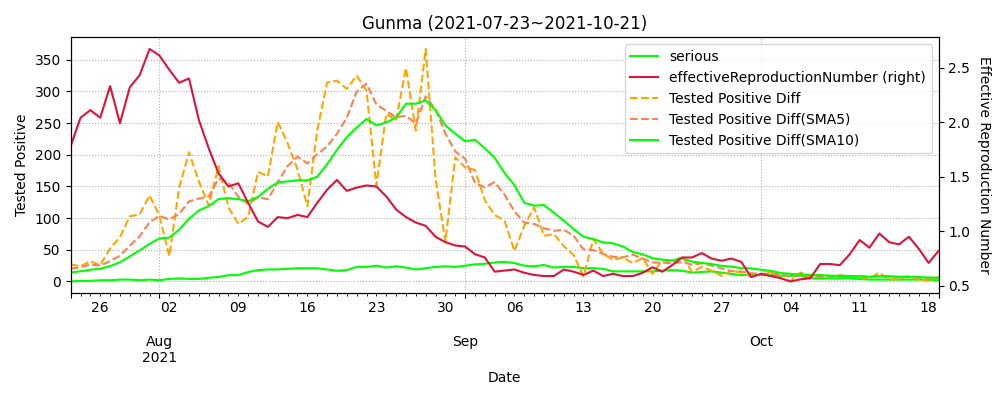 Gunma (2021-07-23~2021-10-21)
350
300
250
200
150
100
50
0
Tested Positive
serious
effectiveReproductionNumber (right)
Tested Positive Diff
Tested Positive Diff(SMA5)
Tested Positive Diff(SMA10)
2.5
2.0
1.5
1.0
0.5
Effective Reproduction Number
26 02 09 16 23 30 06 13 20 27 04 11 18
Aug Sep Oct
2021
Date